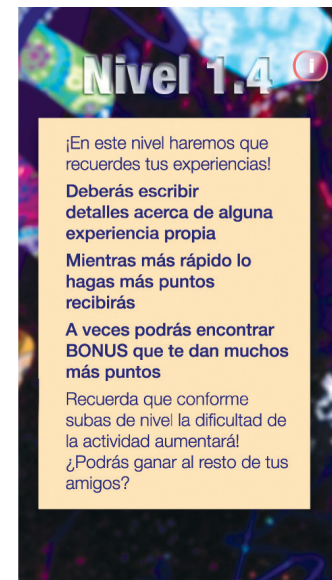 Nivel 1.4
i
¡En este nivel haremos que
recuerdes tus experiencias!
Deberás escribir
detalles acerca de alguna
experiencia propia
Mientras más rápido lo
hagas más puntos
recibirás
A veces podrás encontrar
BONUS que te dan muchos
más puntos
Recuerda que conforme
subas de nivel la dificultad de
la actividad aumentará!
¿Podrás ganar al resto de tus
amigos?